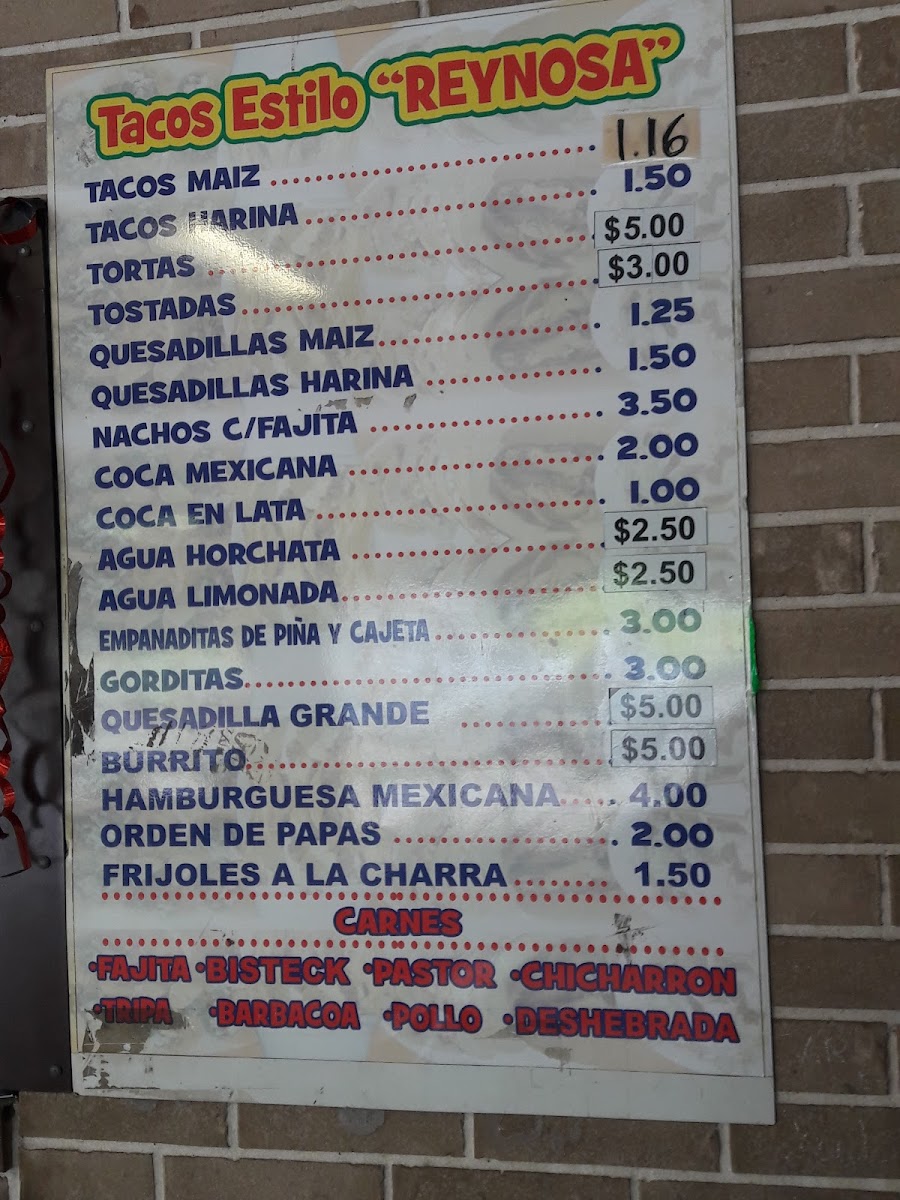 Tacos Estilo "REYNOSA"
TACOS MAIZ 1.16
TACOS HARINA 1.50
TORTAS $5.00
TOSTADAS $3.00
QUESADILLAS MAIZ 1.25
QUESADILLAS HARINA 1.50
NACHOS C/FAJITA 3.50
COCA MEXICANA 2.00
COCA EN LATA 1.00
AGUA HORCHATA $2.50
AGUA LIMONADA $2.50
EMPANADITAS DE PIÑA Y CAJETA 3.00
GORDITAS 3.00
QUESADILLA GRANDE $5.00
BURRITO $5.00
HAMBURGUESA MEXICANA 4.00
ORDEN DE PAPAS 2.00
FRIJOLES A LA CHARRA 1.50
CARNES
•FAJITA •BISTECK •PASTOR •CHICHARRON
•TRIPA •BARBACOA •POLLO •DESHEBRADA